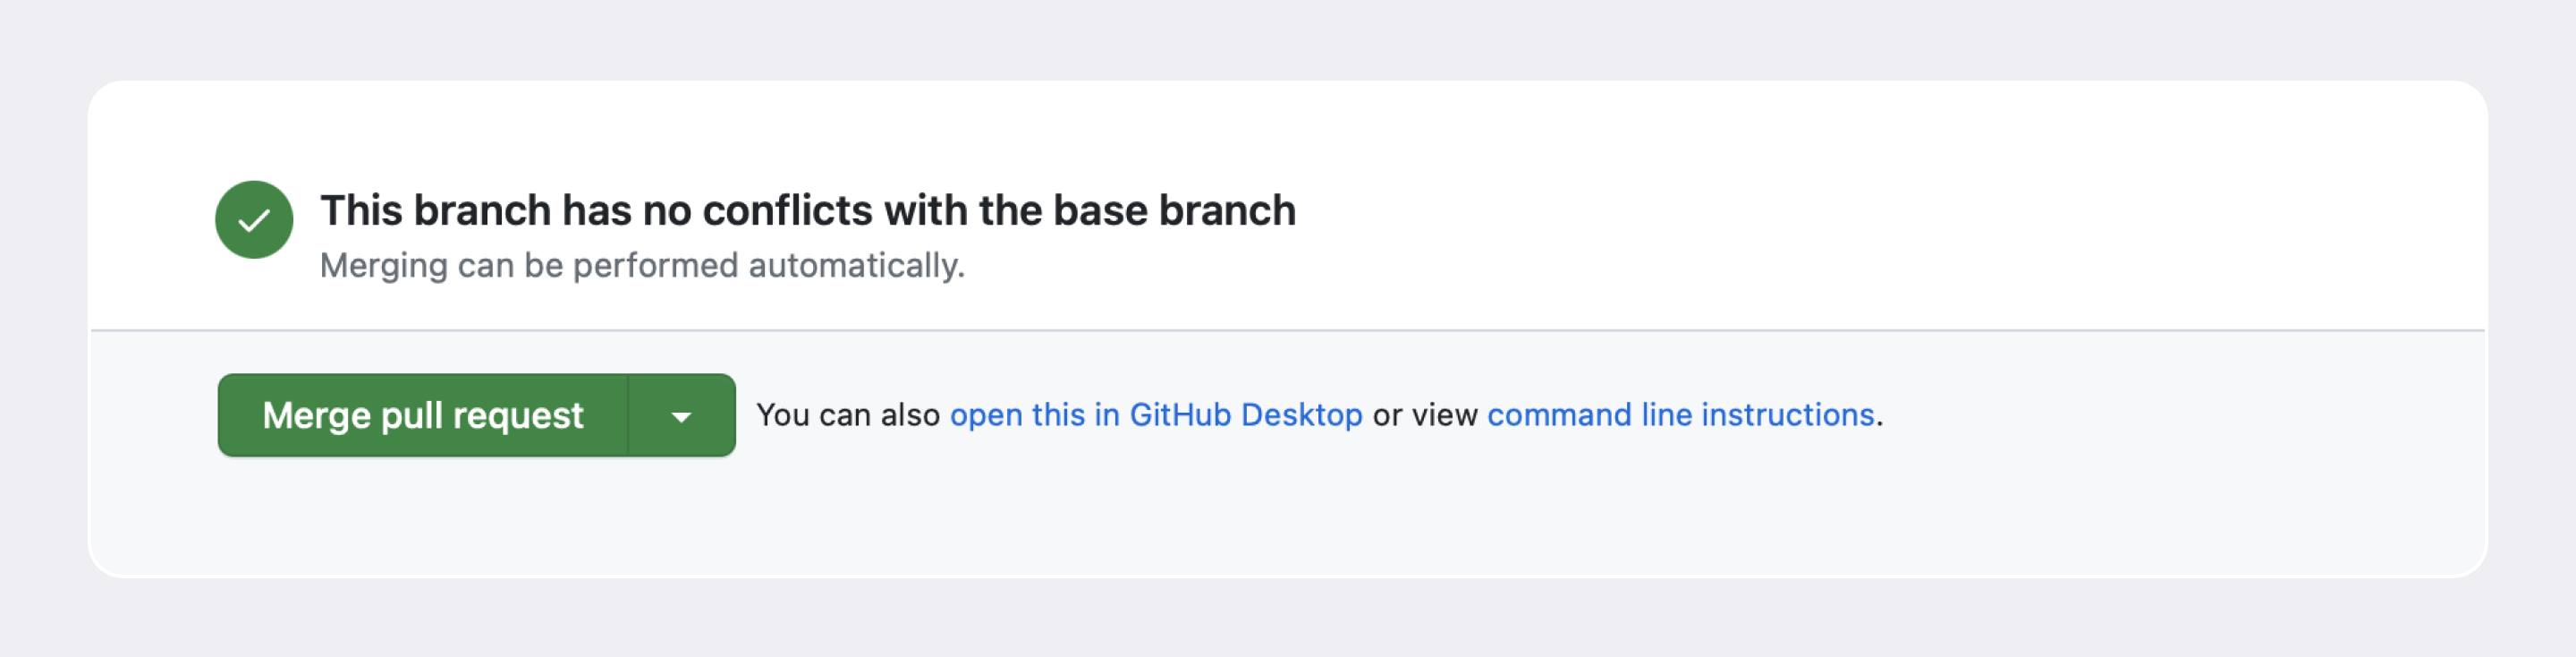 This branch has no conflicts with the base branch
Merging can be performed automatically.
Merge pull request You can also open this in GitHub Desktop or view command line instructions.